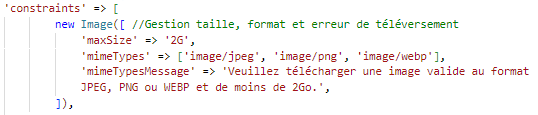 'constraints' => [
new Image([ //Gestion taille, format et erreur de téléversement
'maxSize' => '2G',
'mimeTypes' => ['image/jpeg', 'image/png', 'image/webp'],
'mimeTypesMessage' => 'Veuillez télécharger une image valide au format
JPEG, PNG ou WEBP et de moins de 2Go.',
]),